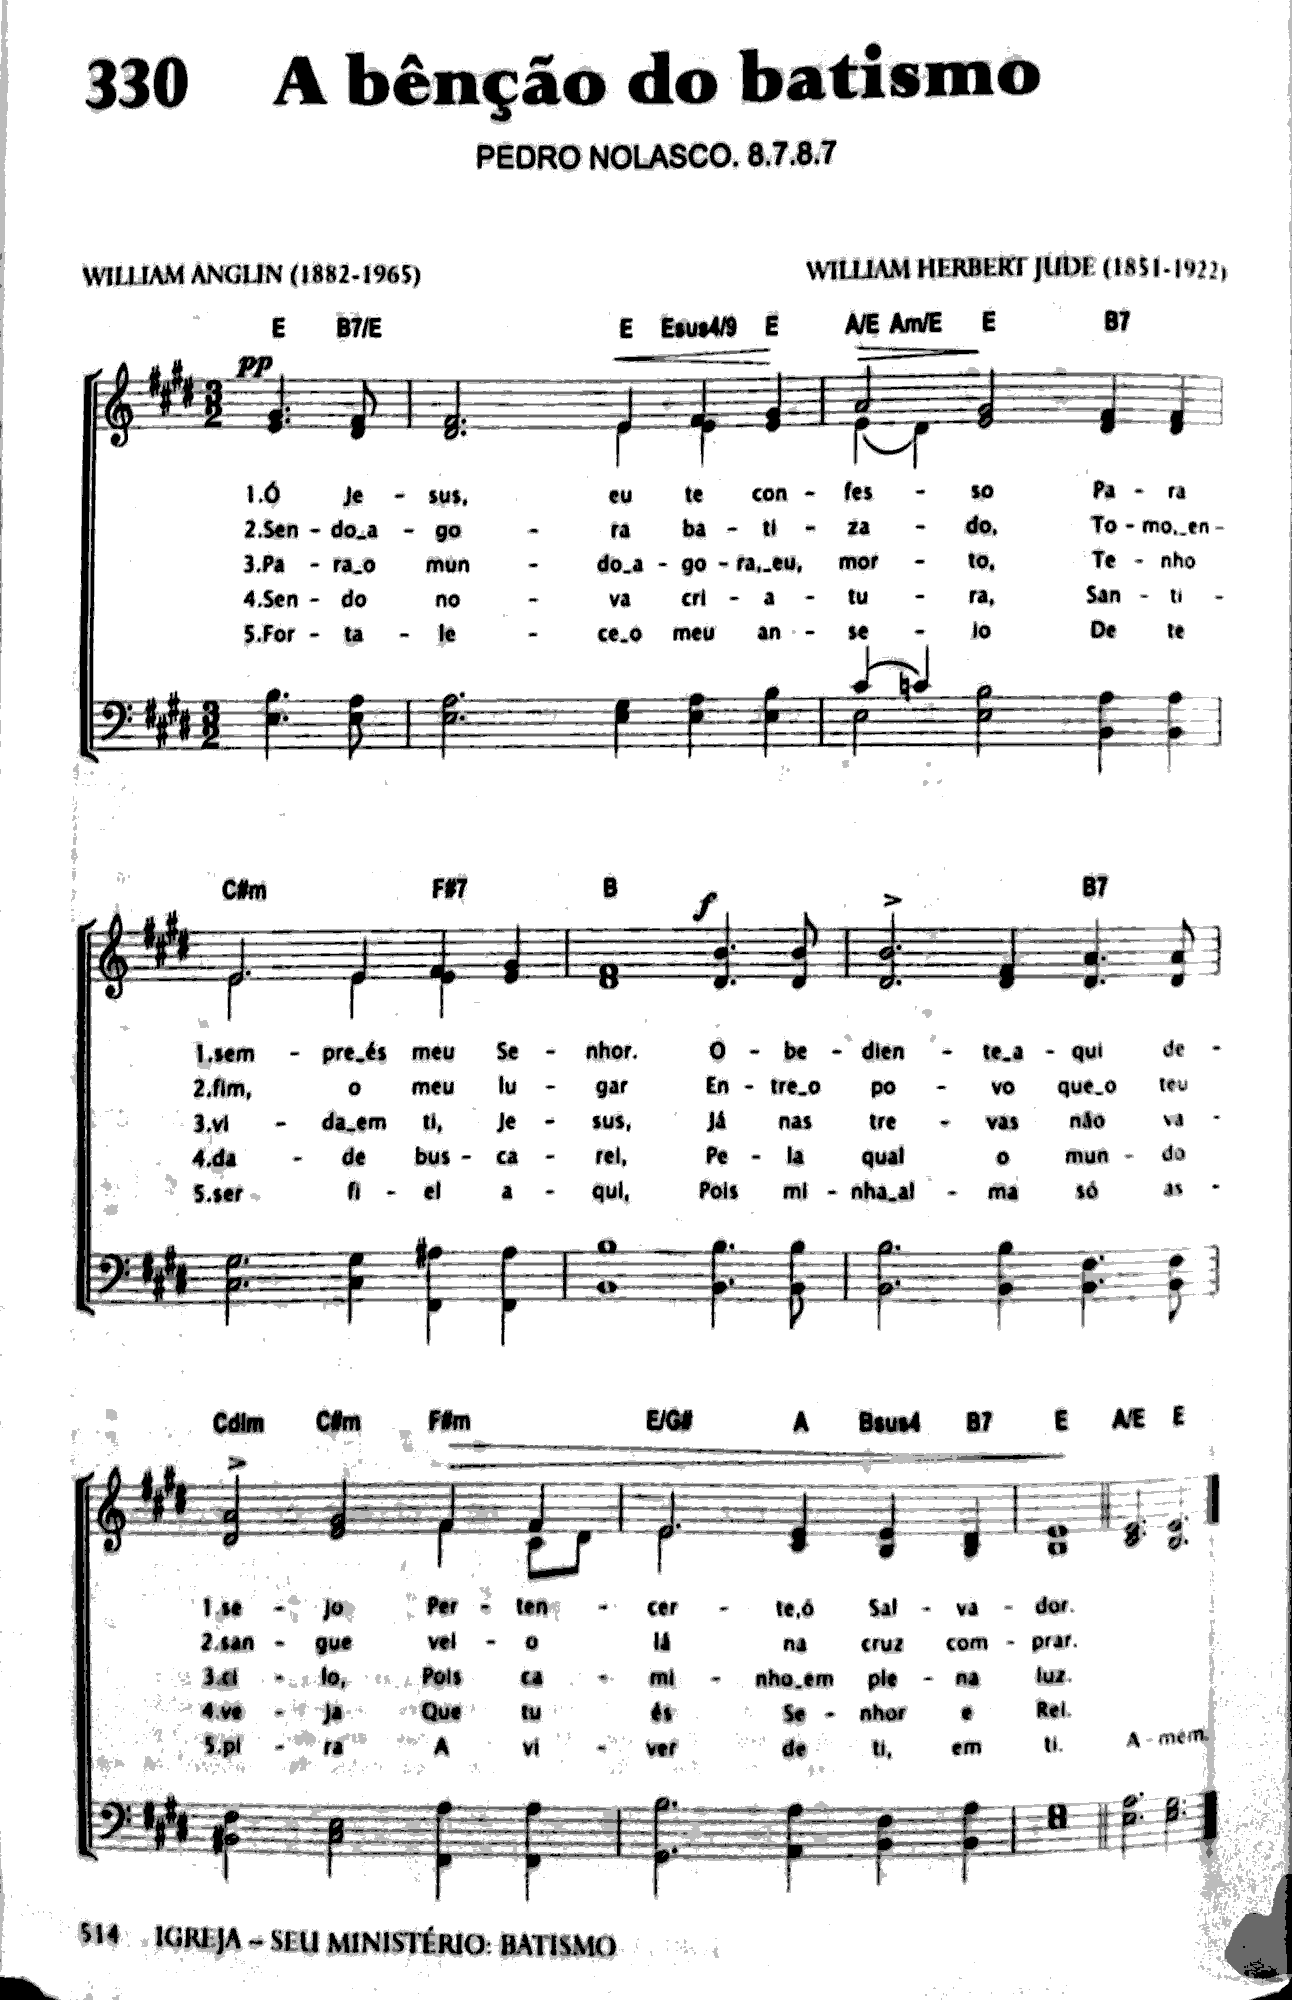 330 A bênção do batismo
PEDRO NOLASCO. 8.7.8.7
WILLIAM ANGLIN (1882-1965) WILLIAM HERBERT JUDE (1851-1922)
E B7/E E Esus4/9 E A/E Am/E E B7
pp
1.Ó Je - sus, eu te con - fes - so Pa - ra
2.Sen - do_a - go - ra ba - ti - za - do, To - mo,_en -
3.Pa - ra_o mun - do_a - go - ra,_eu, mor - to, Te - nho
4.Sen - do no - va cri - a - tu - ra, San - ti -
5.For - ta - le - ce_o meu an - se - io De te
C#m F#7 B f B7
1.sem - pre_és meu Se - nhor. O - be - dien - te_a - qui de -
2.fim, o meu lu - gar En - tre_o po - vo que_o teu
3.vi - da_em ti, Je - sus, Já nas tre - vas não va -
4.da - de bus - ca - rei, Pe - la qual o mun - do
5.ser fi - el a - qui, Pois mi - nha_al - ma só as -
Cdim C#m F#m E/G# A Bsus4 B7 E A/E E
1.se - jo Per - ten - cer - te,ó Sal - va - dor.
2.san - gue vei - o lá na cruz com - prar.
3.ci - lo, Pois ca - mi - nho_em ple - na luz.
4.ve - ja Que tu és Se - nhor e Rei.
5.pi - ra A vi - ver de ti, em ti. A - mém.
514 IGREJA – SEU MINISTÉRIO: BATISMO